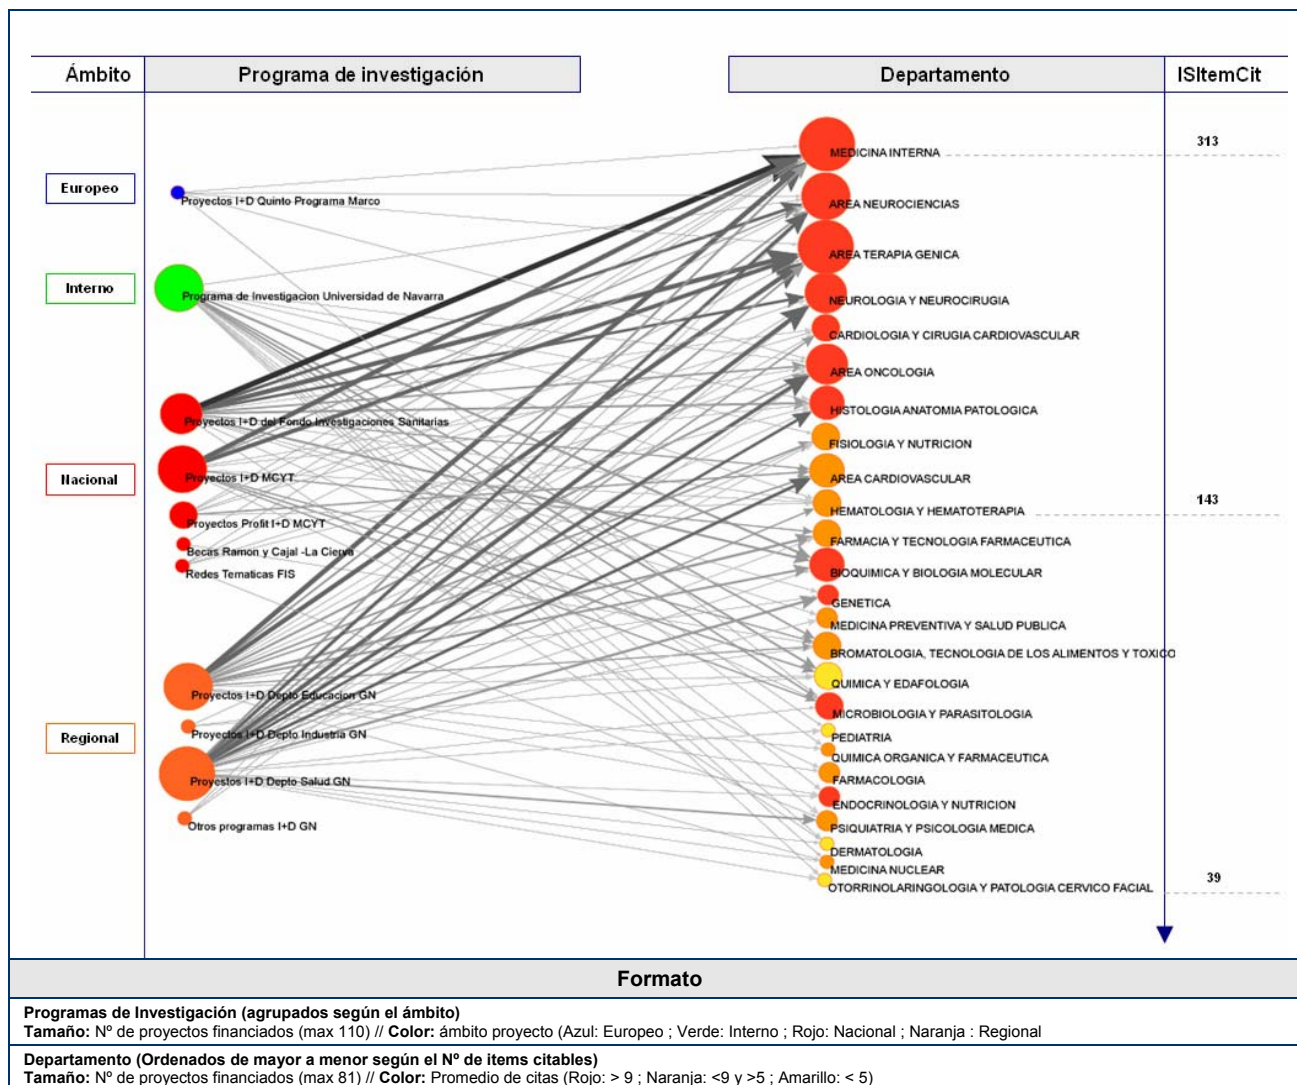 Ámbito
Programa de investigación
Departamento
ISItemCit
Europeo
Interno
Nacional
Regional
Proyectos I+D Quinto Programa Marco
Programa de Investigacion Universidad de Navarra
Proyectos I+D del Fondo Investigaciones Sanitarias
Proyectos I+D MCYT
Proyectos Profit I+D MCYT
Becas Ramon y Cajal -La Cierva
Redes Tematicas FIS
Proyectos I+D Depto Educacion GN
Proyectos I+D Depto Industria GN
Proyectos I+D Depto Salud GN
Otros programas I+D GN
MEDICINA INTERNA
AREA NEUROCIENCIAS
AREA TERAPIA GENICA
NEUROLOGIA Y NEUROCIRUGIA
CARDIOLOGIA Y CIRUGIA CARDIOVASCULAR
AREA ONCOLOGIA
HISTOLOGIA ANATOMIA PATOLOGICA
FISIOLOGIA Y NUTRICION
AREA CARDIOVASCULAR
HEMATOLOGIA Y HEMATOTERAPIA
FARMACIA Y TECNOLOGIA FARMACEUTICA
BIOQUIMICA Y BIOLOGIA MOLECULAR
GENETICA
MEDICINA PREVENTIVA Y SALUD PUBLICA
BROMATOLOGIA, TECNOLOGIA DE LOS ALIMENTOS Y TOXICO
QUIMICA Y EDAFOLOGIA
MICROBIOLOGIA Y PARASITOLOGIA
PEDIATRIA
QUIMICA ORGANICA Y FARMACEUTICA
FARMACOLOGIA
ENDOCRINOLOGIA Y NUTRICION
PSIQUIATRIA Y PSICOLOGIA MEDICA
DERMATOLOGIA
MEDICINA NUCLEAR
OTORRINOLARINGOLOGIA Y PATOLOGIA CERVICO FACIAL
313
143
39
Formato
Programas de Investigación (agrupados según el ámbito)
Tamaño: Nº de proyectos financiados (max 110) // Color: ámbito proyecto (Azul: Europeo ; Verde: Interno ; Rojo: Nacional ; Naranja : Regional
Departamento (Ordenados de mayor a menor según el Nº de items citables)
Tamaño: Nº de proyectos financiados (max 81) // Color: Promedio de citas (Rojo: > 9 ; Naranja: <9 y >5 ; Amarillo: < 5)